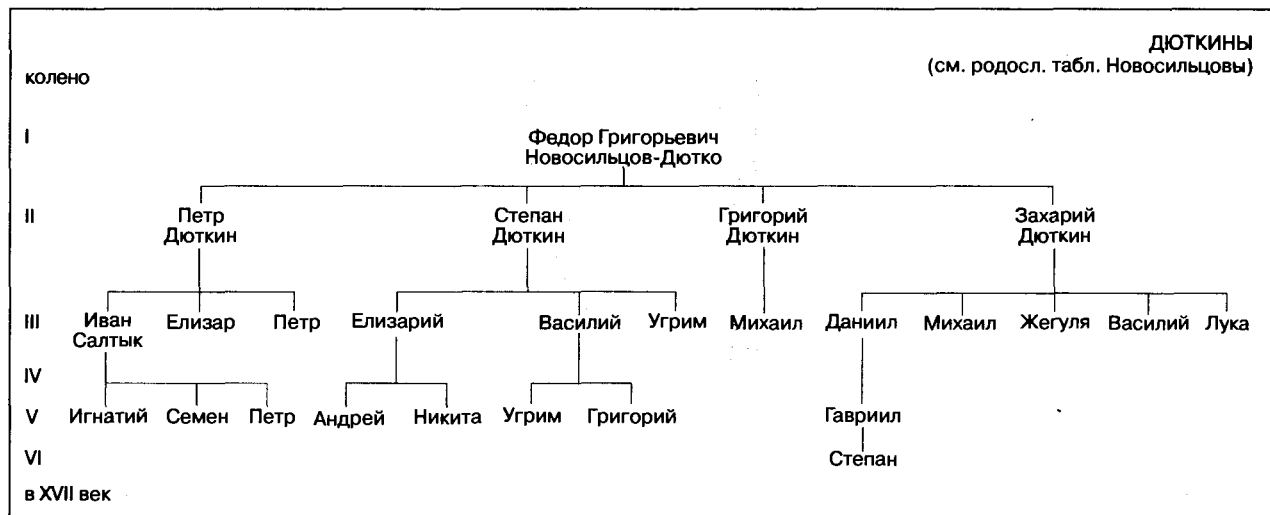 ДЮТКИНЫ
(см. родосл. табл. Новосильцовы)
колено
I
Федор Григорьевич
Новосильцов-Дютко
II Петр Степан Григорий Захарий
Дюткин Дюткин Дюткин Дюткин
III Иван Елизар Петр Елизарий Василий Угрим Михаил Даниил Михаил Жегуля Василий Лука
Салтык
IV
V Игнатий Семен Петр Андрей Никита Угрим Григорий Гавриил
VI Степан
в XVII век